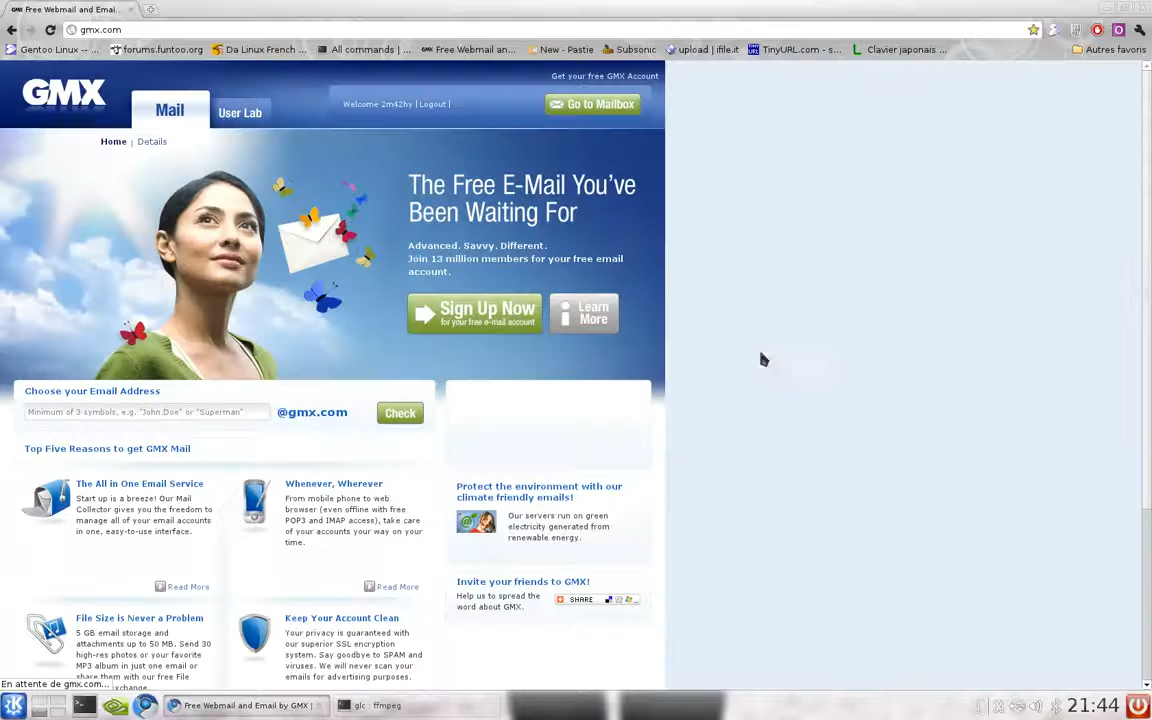 Free Webmail and Emai...
gmx.com
Gentoo Linux -- ...
forums.funtoo.org
Da Linux French ...
All commands | ...
GMX Free Webmail an...
New - Pastie
Subsonic
upload | ifile.it
TinyURL.com - s...
Clavier japonais ...
Autres favoris
Get your free GMX Account
GMX
Mail
User Lab
Welcome 2m42hy | Logout |
Go to Mailbox
Home | Details
The Free E-Mail You've
Been Waiting For
Advanced. Savvy. Different.
Join 13 million members for your free email
account.
Sign Up Now
for your free e-mail account
Learn
More
Choose your Email Address
Minimum of 3 symbols, e.g. "John.Doe" or "Superman"
@gmx.com
Check
Top Five Reasons to get GMX Mail
The All in One Email Service
Start up is a breeze! Our Mail
Collector gives you the freedom to
manage all of your email accounts
in one, easy-to-use interface.
Read More
Whenever, Wherever
From mobile phone to web
browser (even offline with free
POP3 and IMAP access), take care
of your accounts your way on your
time.
Read More
Protect the environment with our
climate friendly emails!
Our servers run on green
electricity generated from
renewable energy.
Invite your friends to GMX!
Help us to spread the
word about GMX.
SHARE
File Size is Never a Problem
5 GB email storage and
attachments up to 50 MB. Send 30
high-res photos or your favorite
MP3 album in just one email or
share them with our free File
xchange.
Keep Your Account Clean
Your privacy is guaranteed with
our superior SSL encryption
system. Say goodbye to SPAM and
viruses. We will never scan your
emails for advertising purposes.
En attente de gmx.com...
Free Webmail and Email by GMX |
glc : ffmpeg
21:44